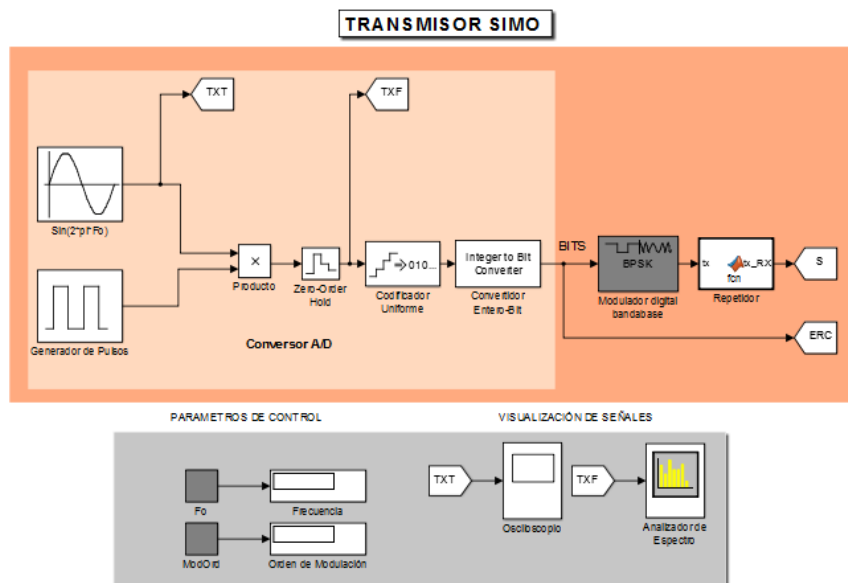 TRANSMISOR SIMO
TXT
TXF
Sin(2*pi*Fo)
Generador de Pulsos
×
Producto
Zero-Order
Hold
010...
Codificador
Uniforme
Integer to Bit
Converter
Convertidor
Entero-Bit
Conversor A/D
BITS
BPSK
Modulador digital
bandabase
tx
tx_RX
fcn
Repetidor
S
ERC
PARAMETROS DE CONTROL
Fo
Frecuencia
ModOrd
Orden de Modulación
VISUALIZACIÓN DE SEÑALES
TXT
Osciloscopio
TXF
Analizador de
Espectro